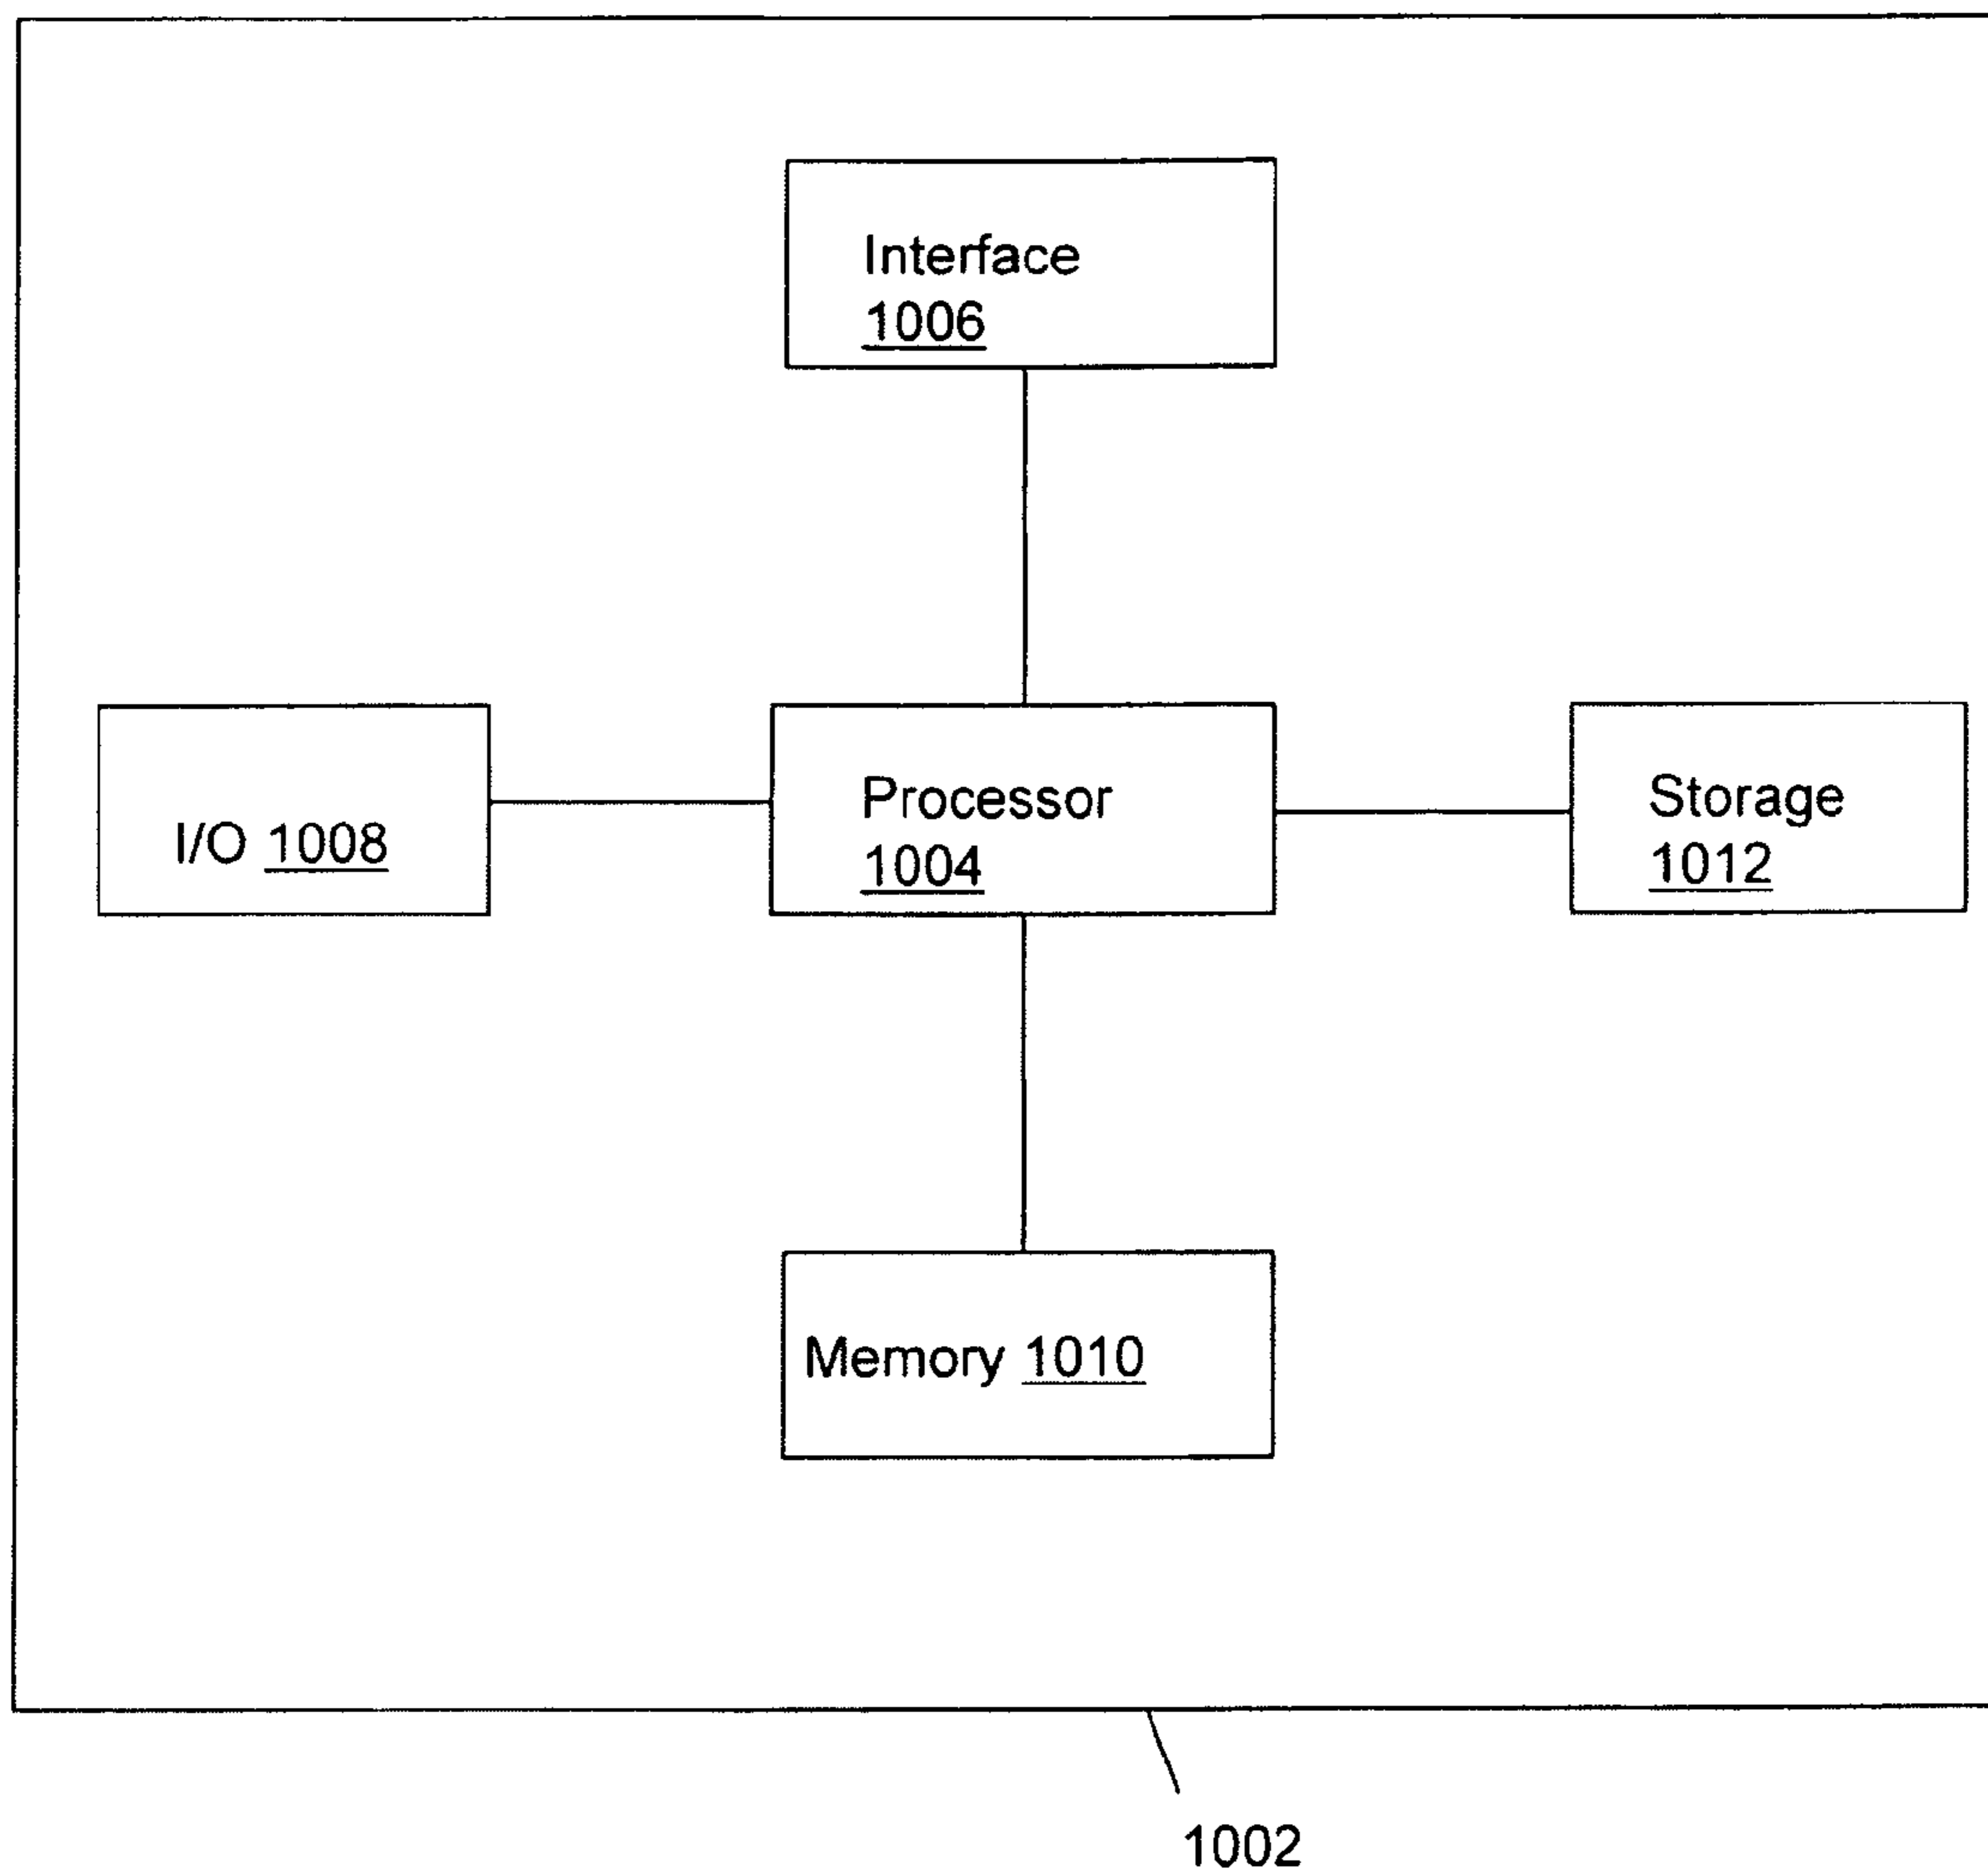 Interface
1006
I/O 1008
Processor
1004
Storage
1012
Memory 1010
1002